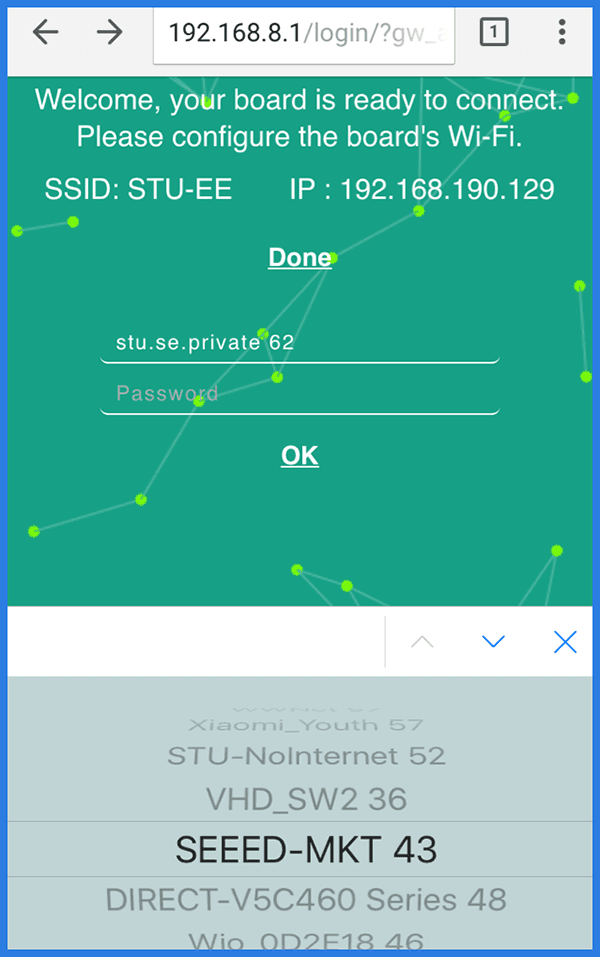 192.168.8.1/login/?gw_a
1
Welcome, your board is ready to connect.
Please configure the board's Wi-Fi.
SSID: STU-EE IP : 192.168.190.129
Done
stu.se.private 62
Password
OK
Xiaomi_Youth 57
STU-NoInternet 52
VHD_SW2 36
SEEED-MKT 43
DIRECT-V5C460 Series 48
Wio_0D2E18 46